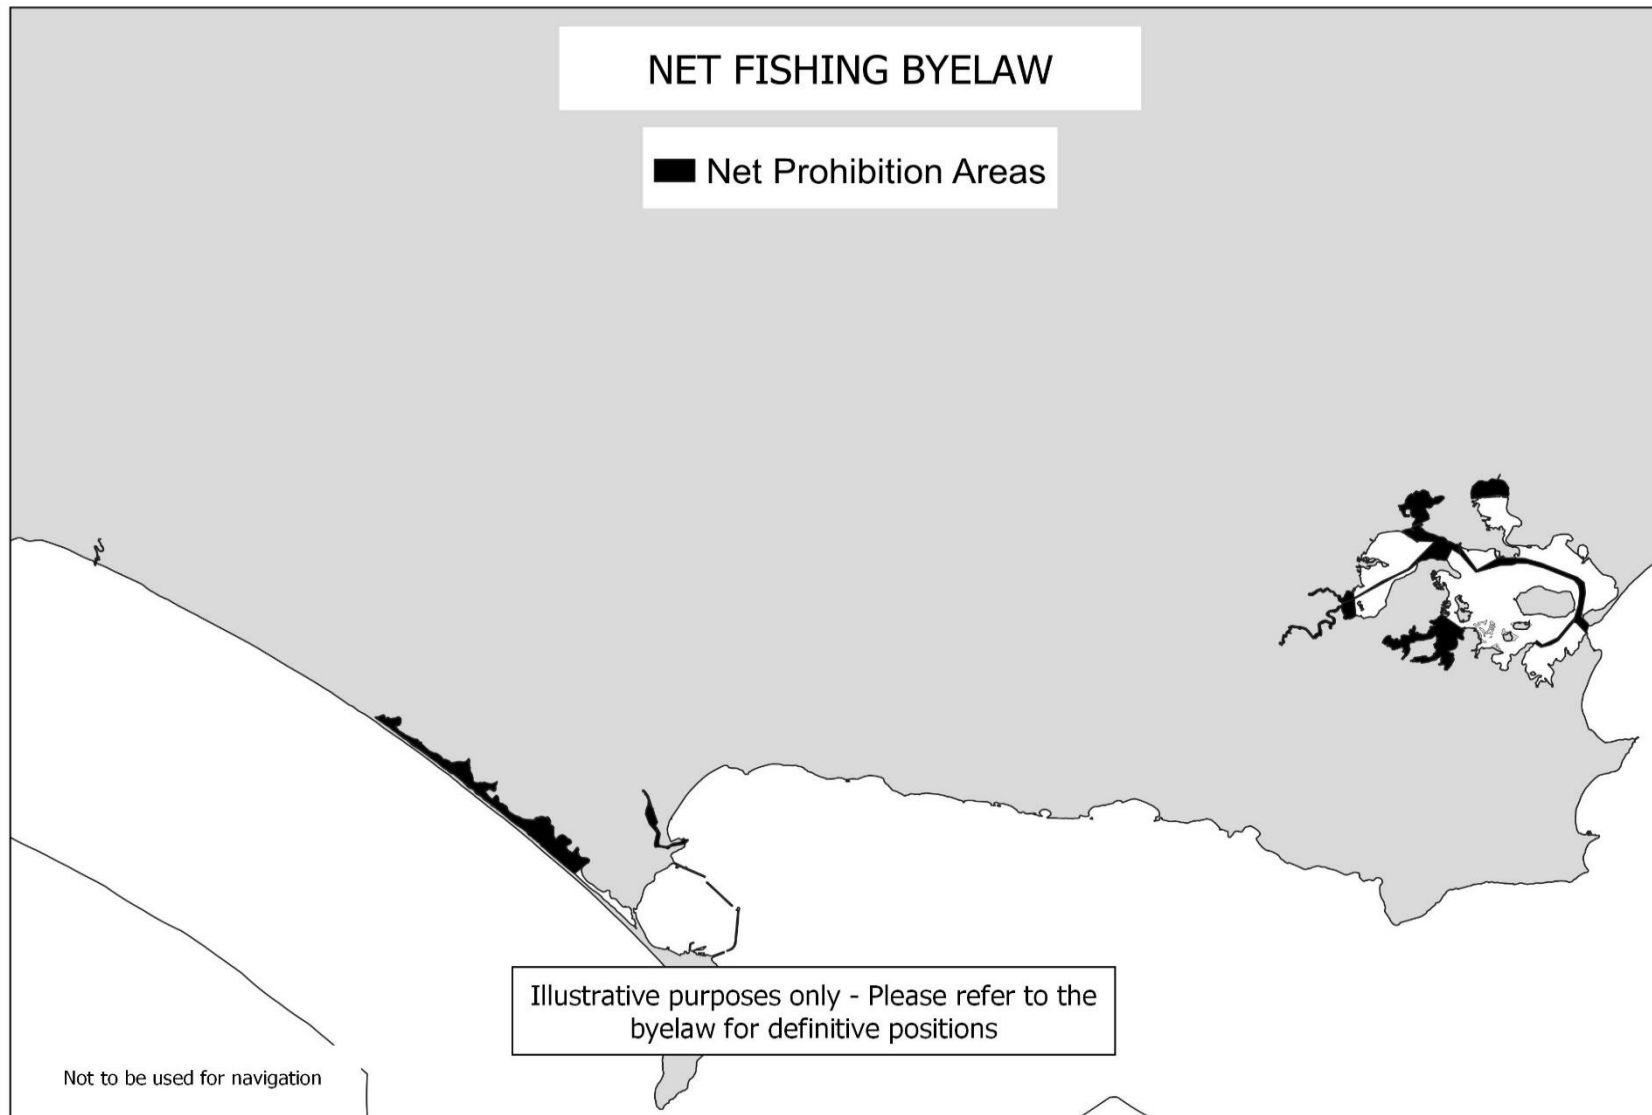 NET FISHING BYELAW
Net Prohibition Areas
Illustrative purposes only - Please refer to the
byelaw for definitive positions
Not to be used for navigation